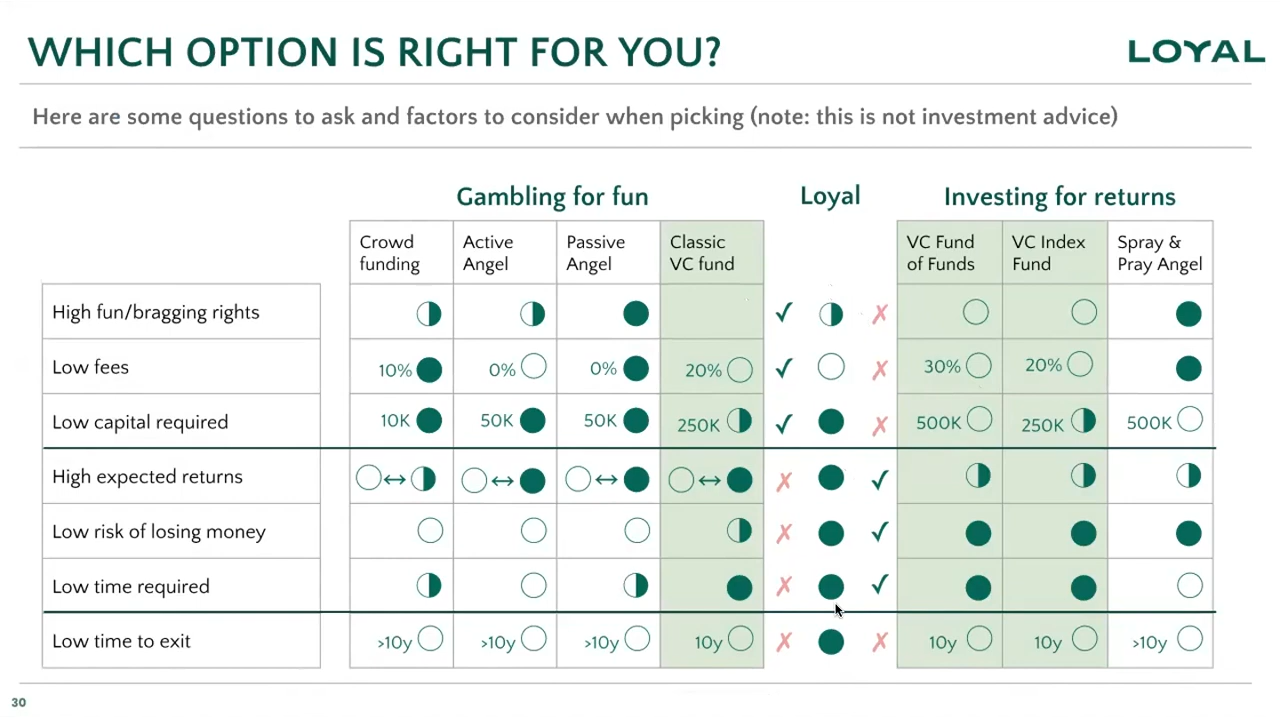 WHICH OPTION IS RIGHT FOR YOU?
LOYAL
Here are some questions to ask and factors to consider when picking (note: this is not investment advice)
Gambling for fun
Loyal
Investing for returns
Crowd funding
Active Angel
Passive Angel
Classic VC fund
VC Fund of Funds
VC Index Fund
Spray & Pray Angel
High fun/bragging rights
Low fees 10% 0% 0% 20% 30% 20%
Low capital required 10K 50K 50K 250K 500K 250K 500K
High expected returns
Low risk of losing money
Low time required
Low time to exit >10y >10y >10y 10y 10y 10y >10y
30